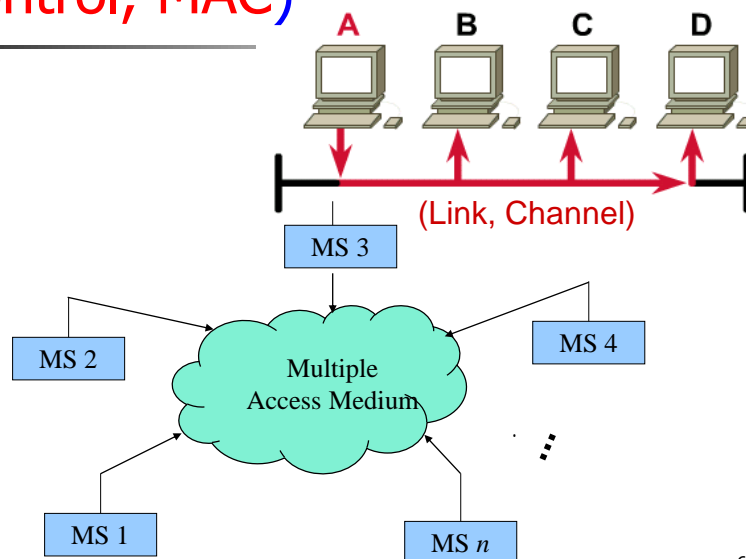 ntrol, MAC)
A B C D
(Link, Channel)
MS 3
MS 2
MS 4
Multiple
Access Medium
MS 1
MS n